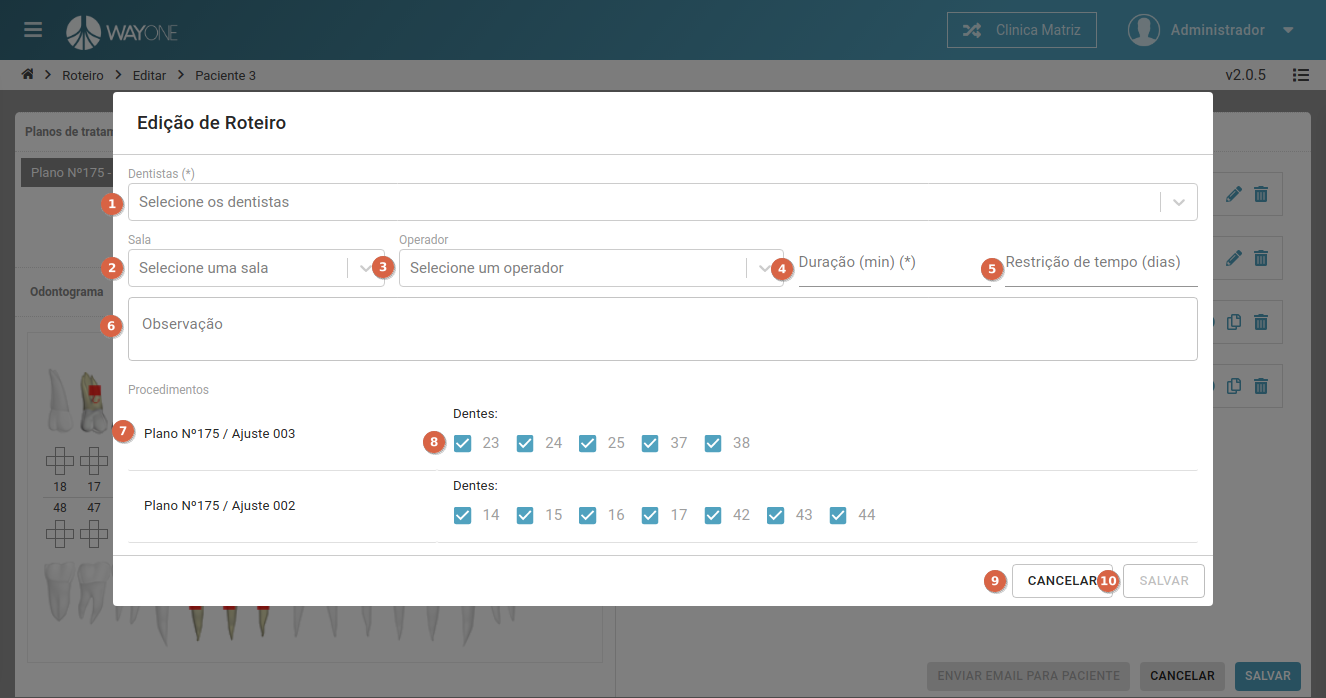 WAYONE
Clinica Matriz
Administrador
Roteiro
Editar
Paciente 3
v2.0.5
Planos de tratam
Plano Nº175 -
Odontograma
18 17
48 47
Edição de Roteiro
Dentistas (*)
1 Selecione os dentistas
Sala
2 Selecione uma sala
Operador
3 Selecione um operador
4 Duração (min) (*)
5 Restrição de tempo (dias)
6 Observação
Procedimentos
7 Plano Nº175 / Ajuste 003
Dentes:
8 23 24 25 37 38
Plano Nº175 / Ajuste 002
Dentes:
14 15 16 17 42 43 44
9 CANCELAR
10 SALVAR
ENVIAR EMAIL PARA PACIENTE
CANCELAR
SALVAR